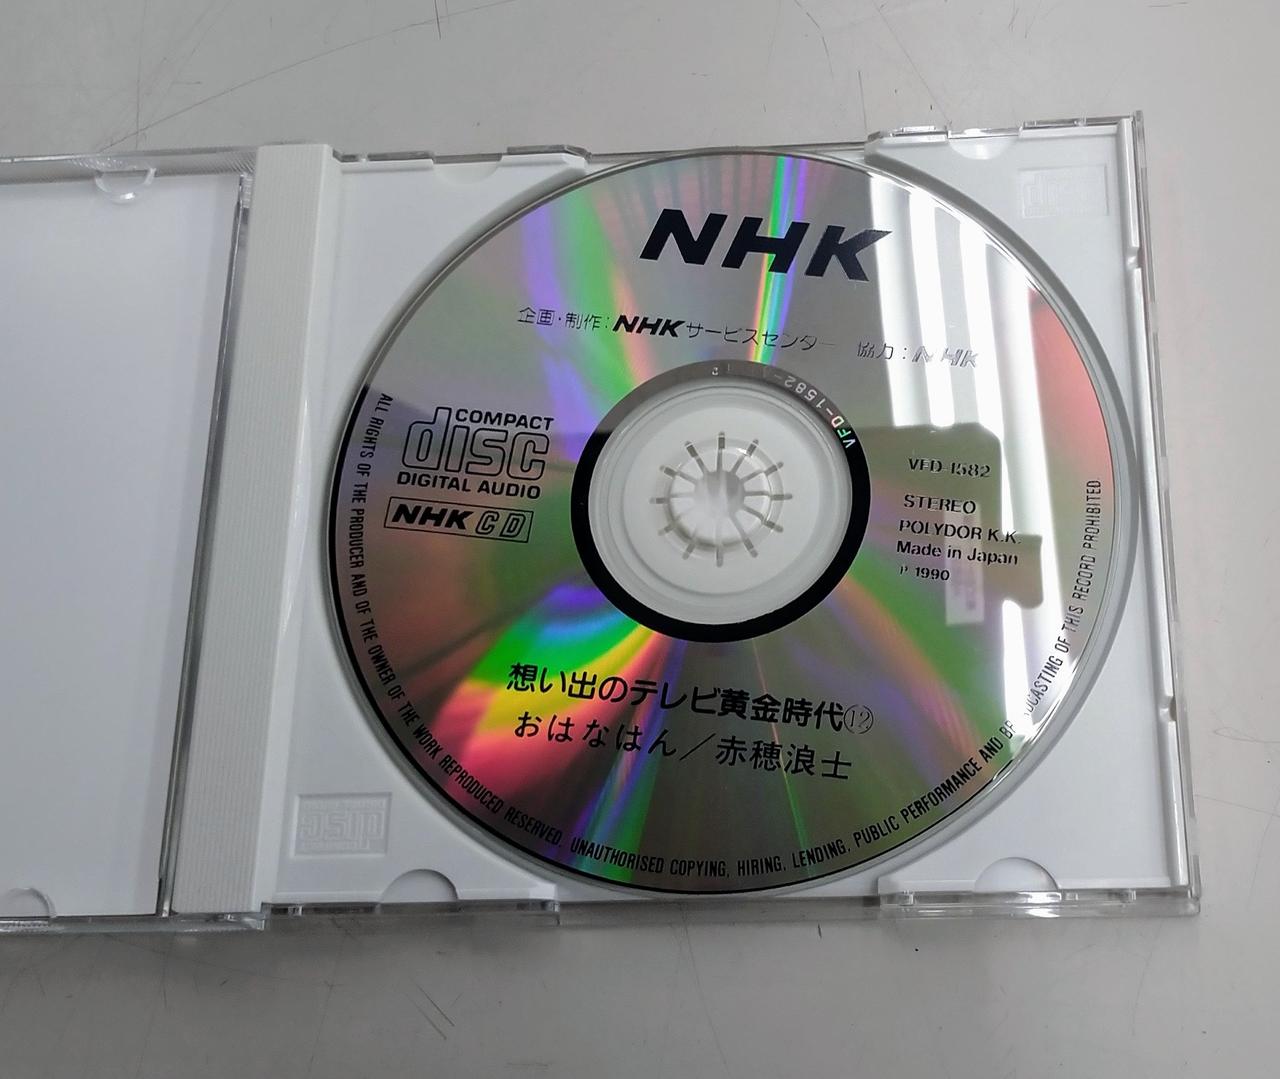 NHK
企画・制作：NHKサービスセンター 協力：NHK
VFD-1582
COMPACT
disc
DIGITAL AUDIO
NHK CD
VFD-1582
STEREO
POLYDOR K.K.
Made in Japan
℗ 1990
想い出のテレビ黄金時代⑫
おはなはん／赤穂浪士
ALL RIGHTS OF THE PRODUCER AND OF THE OWNER OF THE WORK REPRODUCED RESERVED. UNAUTHORISED COPYING, HIRING, LENDING, PUBLIC PERFORMANCE AND BROADCASTING OF THIS RECORD PROHIBITED
disc
disc